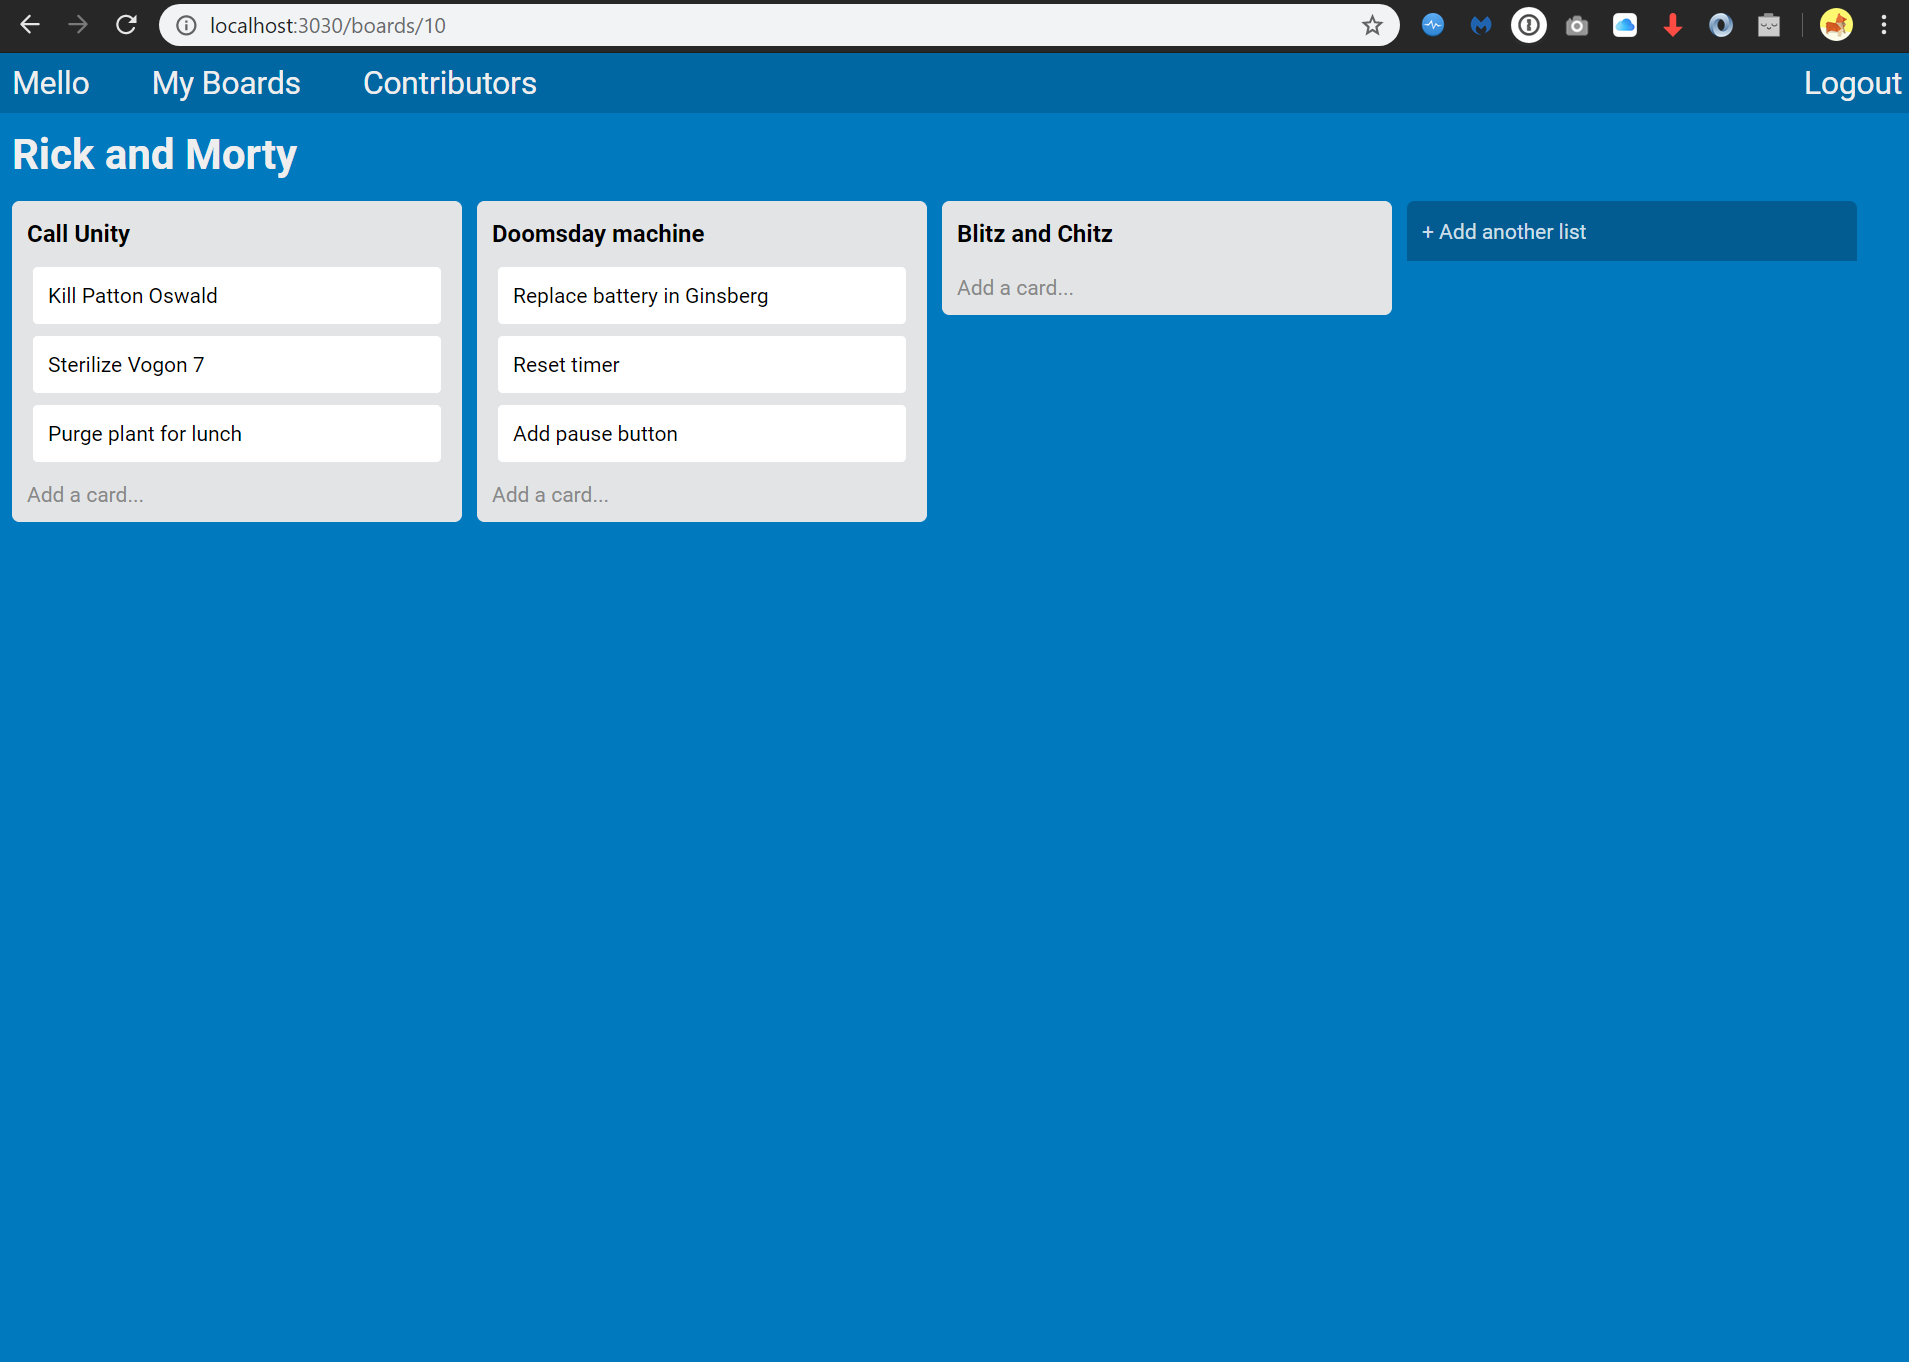 localhost:3030/boards/10
Mello My Boards Contributors Logout
Rick and Morty
Call Unity
Kill Patton Oswald
Sterilize Vogon 7
Purge plant for lunch
Add a card...
Doomsday machine
Replace battery in Ginsberg
Reset timer
Add pause button
Add a card...
Blitz and Chitz
Add a card...
+ Add another list